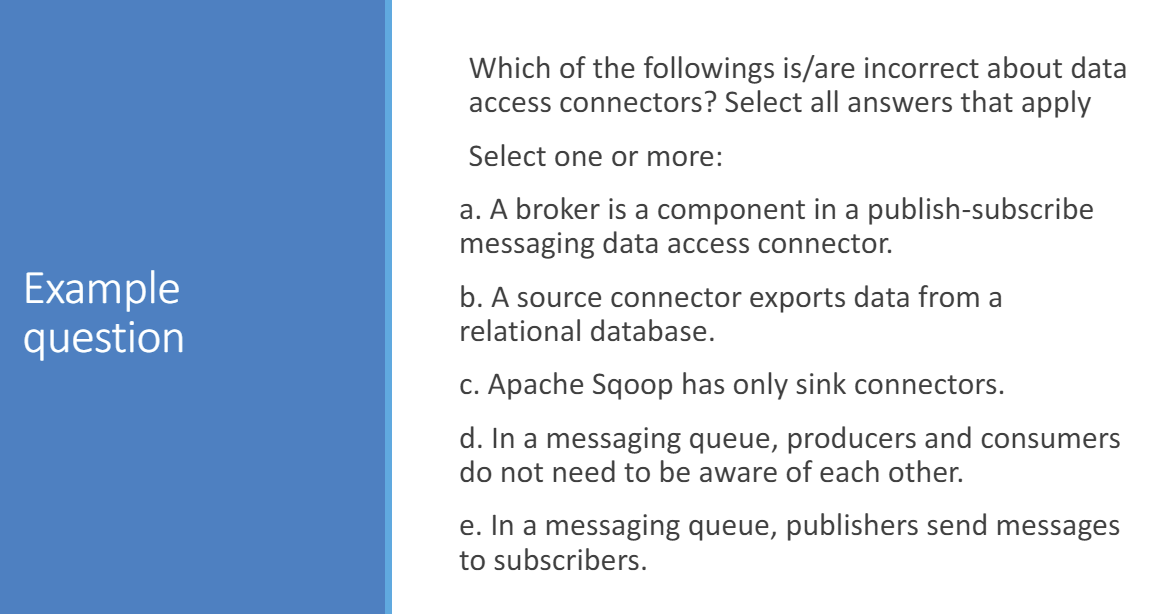 Example
question
Which of the followings is/are incorrect about data
access connectors? Select all answers that apply
Select one or more:
a. A broker is a component in a publish-subscribe
messaging data access connector.
b. A source connector exports data from a
relational database.
c. Apache Sqoop has only sink connectors.
d. In a messaging queue, producers and consumers
do not need to be aware of each other.
e. In a messaging queue, publishers send messages
to subscribers.